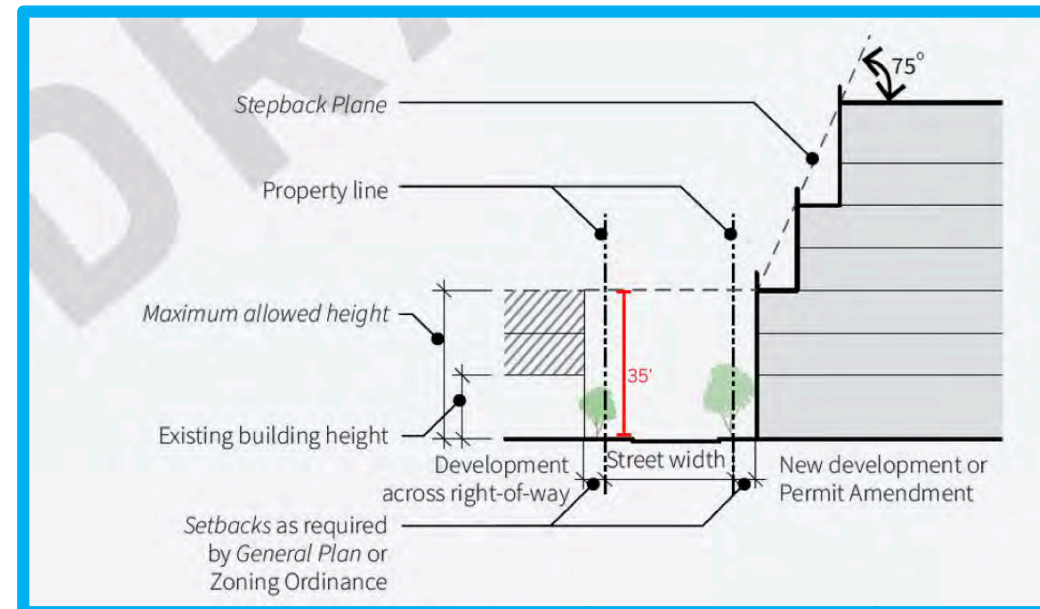 DRA
75°
Stepback Plane
Property line
Maximum allowed height
35'
Existing building height
Development
across right-of-way
Street width
New development or
Permit Amendment
Setbacks as required
by General Plan or
Zoning Ordinance